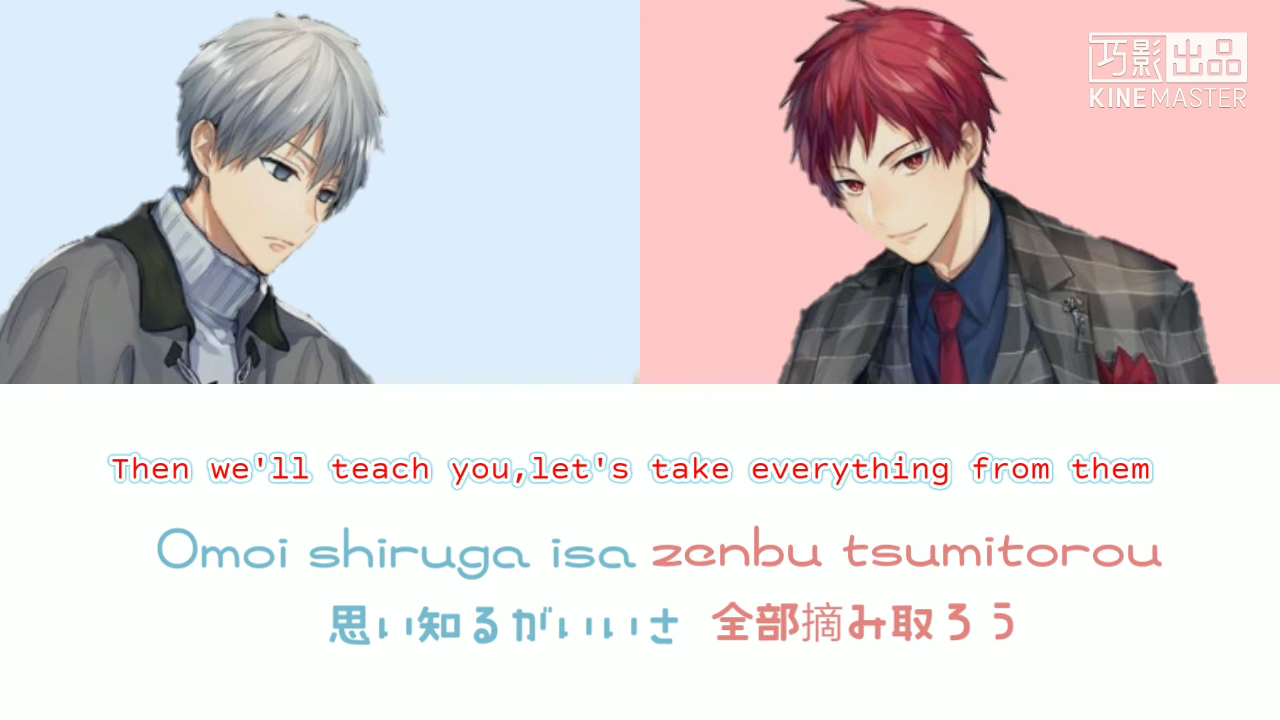 巧影出品
KINEMASTER
Then we'll teach you,let's take everything from them
Omoi shiruga isa zenbu tsumitorou
思い知るがいいさ 全部摘み取ろう